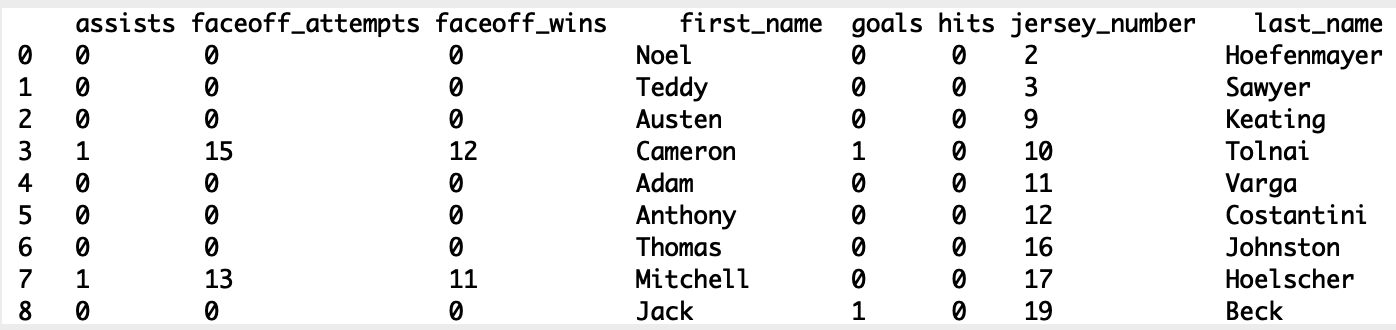 assists faceoff_attempts faceoff_wins first_name goals hits jersey_number last_name
0 0 0 0 Noel 0 0 2 Hoefenmayer
1 0 0 0 Teddy 0 0 3 Sawyer
2 0 0 0 Austen 0 0 9 Keating
3 1 15 12 Cameron 1 0 10 Tolnai
4 0 0 0 Adam 0 0 11 Varga
5 0 0 0 Anthony 0 0 12 Costantini
6 0 0 0 Thomas 0 0 16 Johnston
7 1 13 11 Mitchell 0 0 17 Hoelscher
8 0 0 0 Jack 1 0 19 Beck